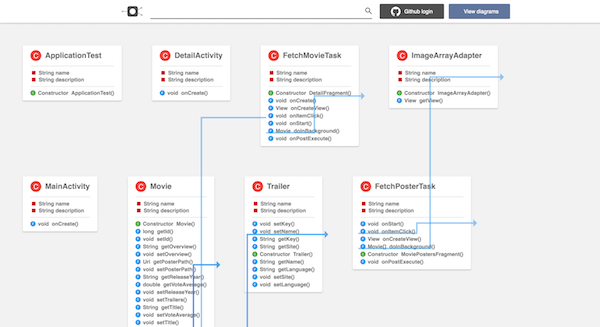 Github login
View diagrams
C ApplicationTest
String name
String description
C Constructor ApplicationTest()
C DetailActivity
String name
String description
F void onCreate()
C FetchMovieTask
String name
String description
C Constructor DetailFragment()
F void onCreate()
F View onCreateView()
F void onItemClick()
F void onStart()
F Movie doInBackground()
F void onPostExecute()
C ImageArrayAdapter
String name
String description
C Constructor ImageArrayAdapter()
F View getView()
C MainActivity
String name
String description
F void onCreate()
C Movie
String name
String description
C Constructor Movie()
F long getId()
F void setId()
F String getOverview()
F void setOverview()
F Uri getPosterPath()
F void setPosterPath()
F String getReleaseYear()
F double getVoteAverage()
F void setReleaseYear()
F void setTrailers()
F String getTitle()
F void setVoteAverage()
F void setTitle()
C Trailer
String name
String description
F void setKey()
F void setName()
F String getKey()
F String getSite()
C Constructor Trailer()
F String getName()
F String getLanguage()
F void setSite()
F void setLanguage()
C FetchPosterTask
String name
String description
F void onStart()
F void onItemClick()
F View onCreateView()
F Movie[] doInBackground()
C Constructor MoviePostersFragment()
F void onPostExecute()